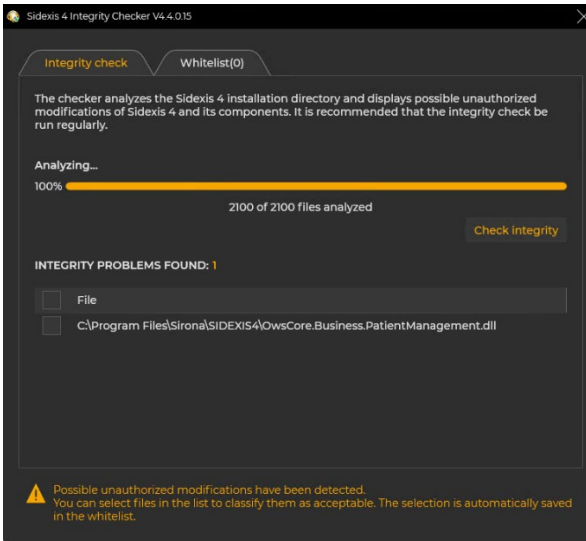 Sidexis 4 Integrity Checker V4.4.0.15
Integrity check
Whitelist(0)
The checker analyzes the Sidexis 4 installation directory and displays possible unauthorized
modifications of Sidexis 4 and its components. It is recommended that the integrity check be
run regularly.
Analyzing...
100%
2100 of 2100 files analyzed
Check integrity
INTEGRITY PROBLEMS FOUND: 1
File
C:\Program Files\Sirona\SIDEXIS4\OwsCore.Business.PatientManagement.dll
Possible unauthorized modifications have been detected.
You can select files in the list to classify them as acceptable. The selection is automatically saved
in the whitelist.